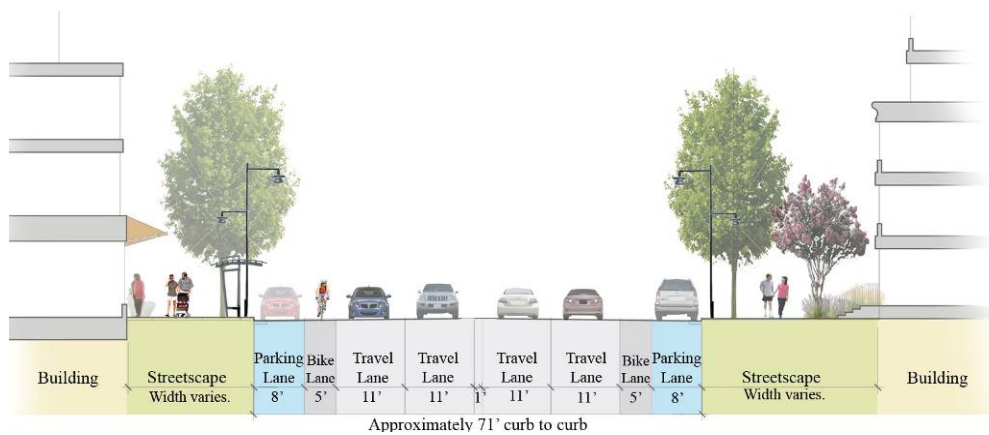 Building
Streetscape
Width varies.
Parking
Lane
8'
Bike
Lane
5'
Travel
Lane
11'
Travel
Lane
11'
1'
Travel
Lane
11'
Travel
Lane
11'
Bike
Lane
5'
Parking
Lane
8'
Streetscape
Width varies.
Building
Approximately 71' curb to curb